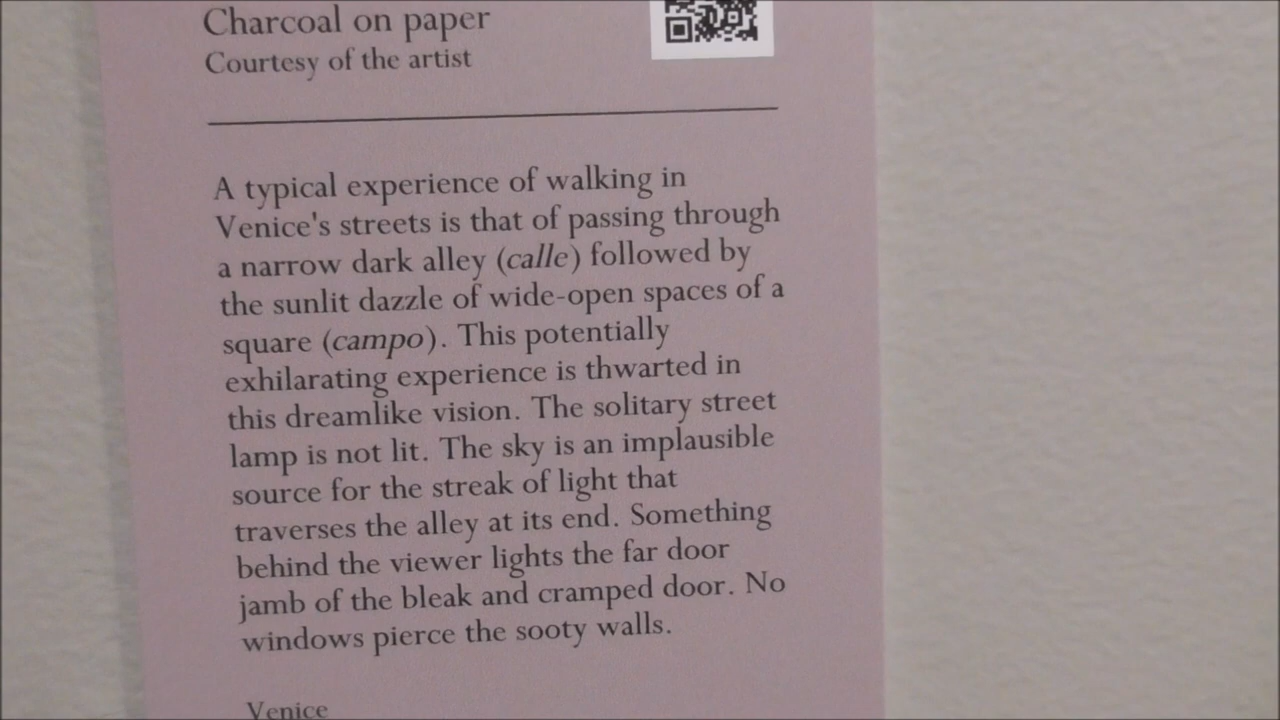 Charcoal on paper
Courtesy of the artist
A typical experience of walking in
Venice's streets is that of passing through
a narrow dark alley (calle) followed by
the sunlit dazzle of wide-open spaces of a
square (campo). This potentially
exhilarating experience is thwarted in
this dreamlike vision. The solitary street
lamp is not lit. The sky is an implausible
source for the streak of light that
traverses the alley at its end. Something
behind the viewer lights the far door
jamb of the bleak and cramped door. No
windows pierce the sooty walls.
Venice